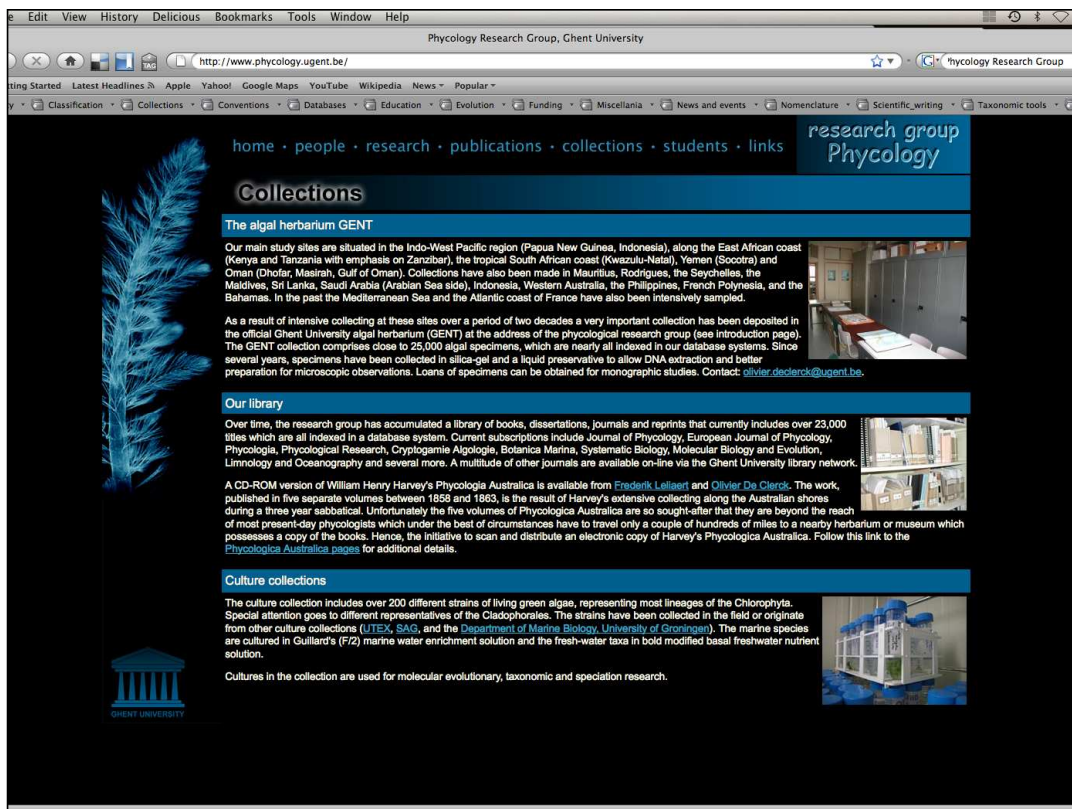 Edit View History Delicious Bookmarks Tools Window Help
Phycology Research Group, Ghent University
TAG http://www.phycology.ugent.be/ G hycology Research Group
tting Started Latest Headlines Apple Yahoo! Google Maps YouTube Wikipedia News Popular
Classification Collections Conventions Databases Education Evolution Funding Miscellania News and events Nomenclature Scientific_writing Taxonomic tools
research group
home · people · research · publications · collections · students · links
Phycology
Collections
The algal herbarium GENT
Our main study sites are situated in the Indo-West Pacific region (Papua New Guinea, Indonesia), along the East African coast
(Kenya and Tanzania with emphasis on Zanzibar), the tropical South African coast (Kwazulu-Natal), Yemen (Socotra) and
Oman (Dhofar, Masirah, Gulf of Oman). Collections have also been made in Mauritius, Rodrigues, the Seychelles, the
Maldives, Sri Lanka, Saudi Arabia (Arabian Sea side), Indonesia, Western Australia, the Philippines, French Polynesia, and the
Bahamas. In the past the Mediterranean Sea and the Atlantic coast of France have also been intensively sampled.
As a result of intensive collecting at these sites over a period of two decades a very important collection has been deposited in
the official Ghent University algal herbarium (GENT) at the address of the phycological research group (see introduction page).
The GENT collection comprises close to 25,000 algal specimens, which are nearly all indexed in our database systems. Since
several years, specimens have been collected in silica-gel and a liquid preservative to allow DNA extraction and better
preparation for microscopic observations. Loans of specimens can be obtained for monographic studies. Contact: olivier.declerck@ugent.be.
Our library
Over time, the research group has accumulated a library of books, dissertations, journals and reprints that currently includes over 23,000
titles which are all indexed in a database system. Current subscriptions include Journal of Phycology, European Journal of Phycology,
Phycologia, Phycological Research, Cryptogamie Algologie, Botanica Marina, Systematic Biology, Molecular Biology and Evolution,
Limnology and Oceanography and several more. A multitude of other journals are available on-line via the Ghent University library network.
A CD-ROM version of William Henry Harvey's Phycologia Australica is available from Frederik Leliaert and Olivier De Clerck. The work,
published in five separate volumes between 1858 and 1863, is the result of Harvey's extensive collecting along the Australian shores
during a three year sabbatical. Unfortunately the five volumes of Phycologica Australica are so sought-after that they are beyond the reach
of most present-day phycologists which under the best of circumstances have to travel only a couple of hundreds of miles to a nearby herbarium or museum which
possesses a copy of the books. Hence, the initiative to scan and distribute an electronic copy of Harvey's Phycologica Australica. Follow this link to the
Phycologica Australica pages for additional details.
Culture collections
The culture collection includes over 200 different strains of living green algae, representing most lineages of the Chlorophyta.
Special attention goes to different representatives of the Cladophorales. The strains have been collected in the field or originate
from other culture collections (UTEX, SAG, and the Department of Marine Biology, University of Groningen). The marine species
are cultured in Guillard's (F/2) marine water enrichment solution and the fresh-water taxa in bold modified basal freshwater nutrient
solution.
Cultures in the collection are used for molecular evolutionary, taxonomic and speciation research.
GHENT UNIVERSITY